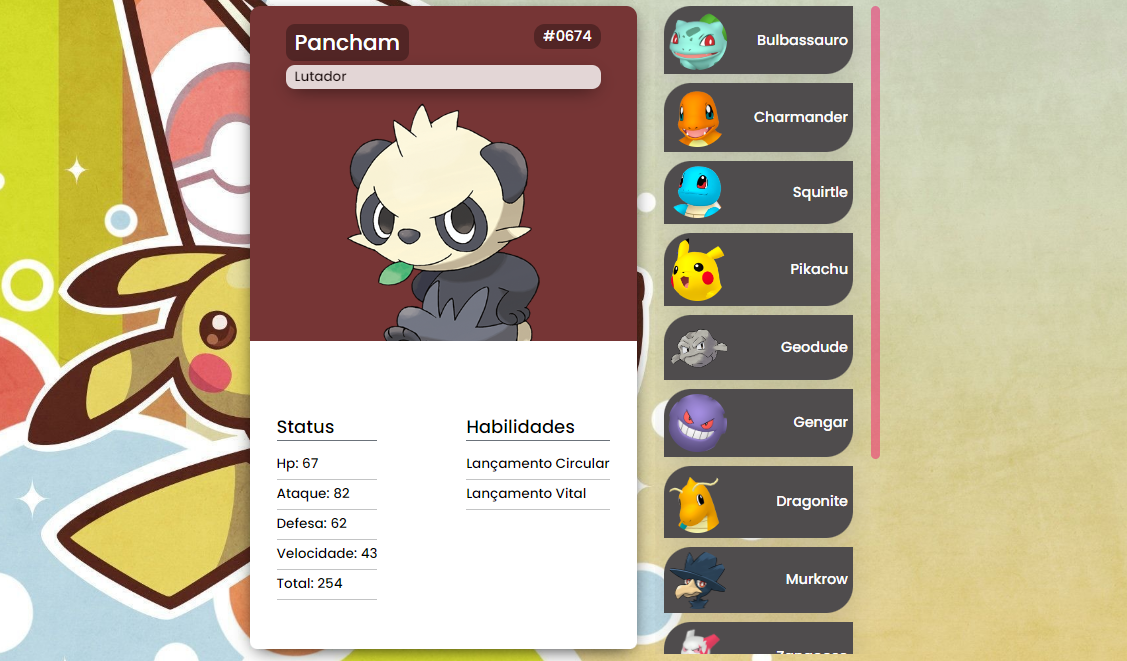 Pancham
#0674
Lutador
Status
Hp: 67
Ataque: 82
Defesa: 62
Velocidade: 43
Total: 254
Habilidades
Lançamento Circular
Lançamento Vital
Bulbassauro
Charmander
Squirtle
Pikachu
Geodude
Gengar
Dragonite
Murkrow